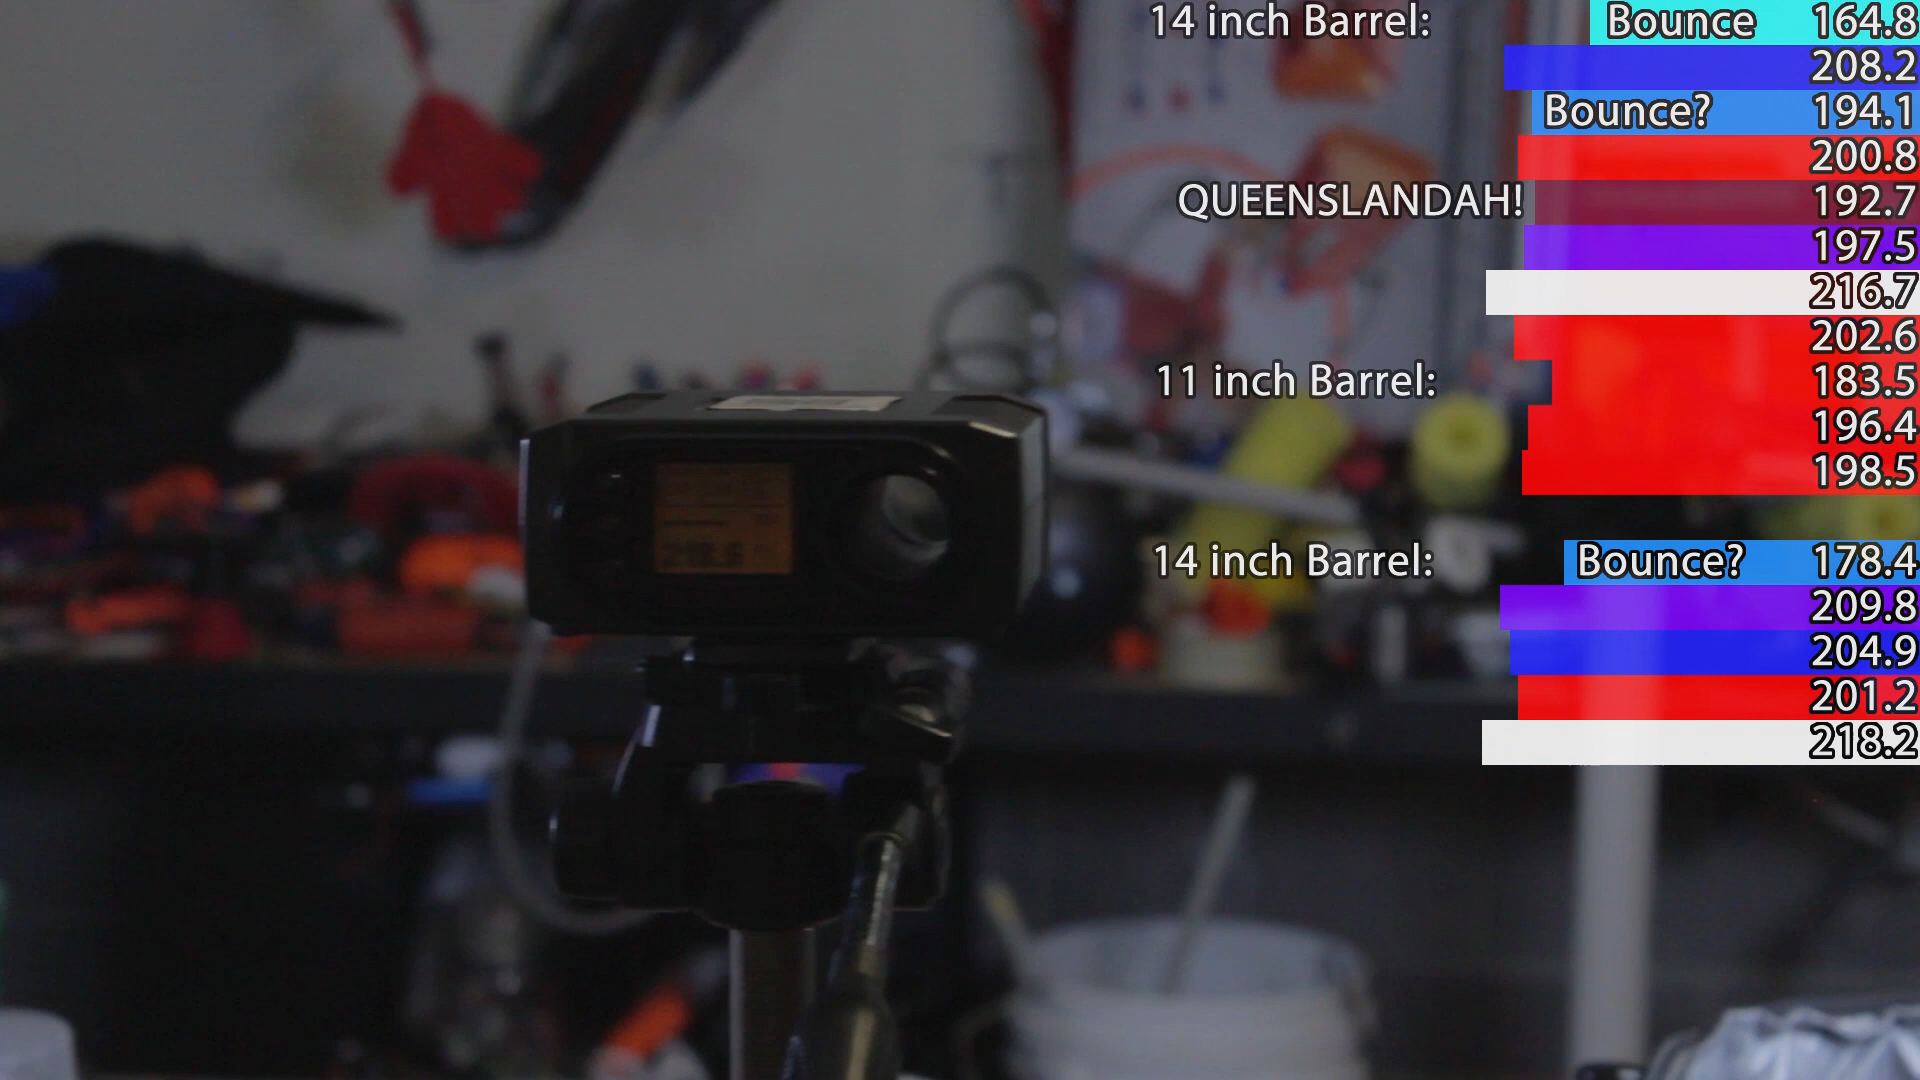 14 inch Barrel: Bounce 164.8
208.2
Bounce? 194.1
200.8
QUEENSLANDAH! 192.7
197.5
216.7
202.6
11 inch Barrel: 183.5
196.4
198.5
14 inch Barrel: Bounce? 178.4
209.8
204.9
201.2
218.2